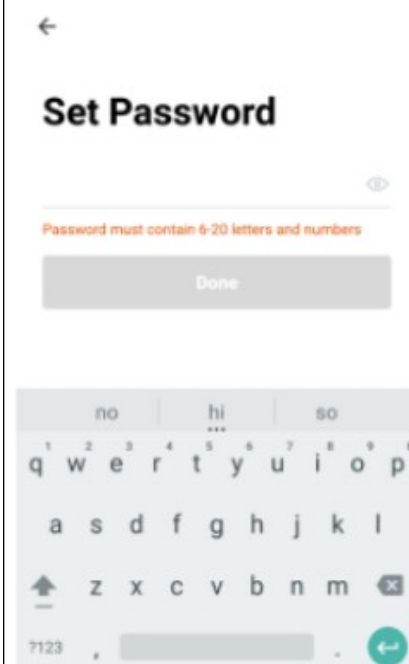 Set Password
Password must contain 6-20 letters and numbers
Done
no hi so
1 2 3 4 5 6 7 8 9 0
q w e r t y u i o p
a s d f g h j k l
z x c v b n m
?123 , .